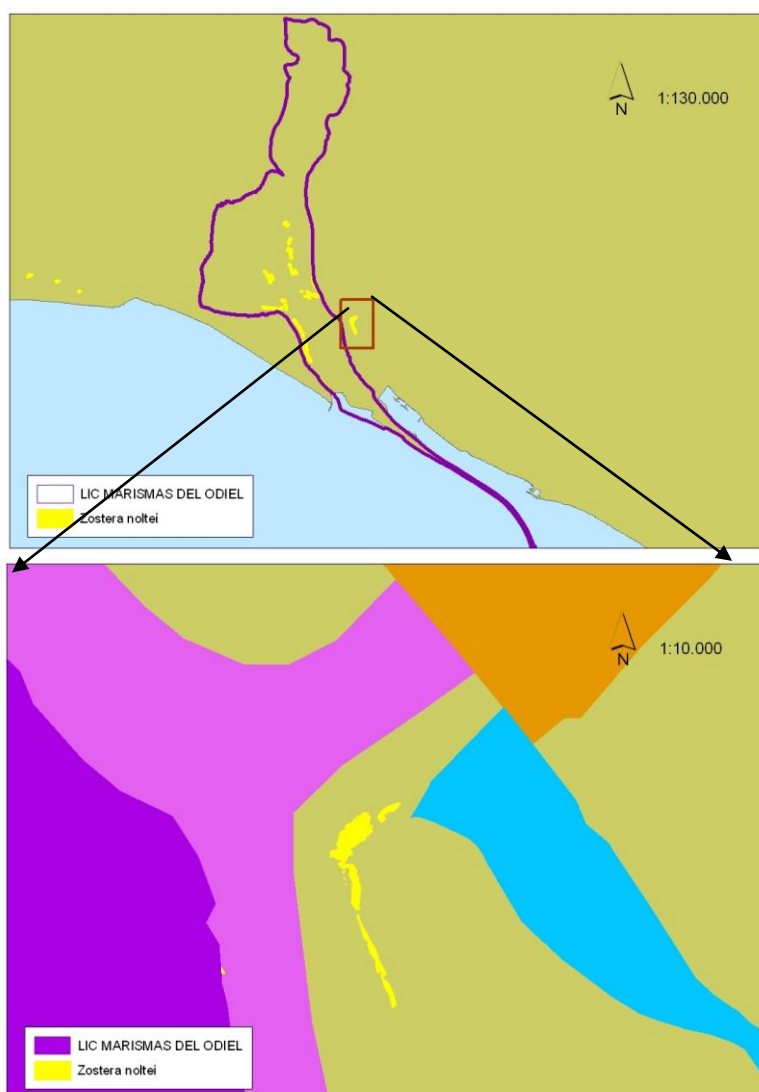 N
1:130.000
LIC MARISMAS DEL ODIEL
Zostera noltei
N
1:10.000
LIC MARISMAS DEL ODIEL
Zostera noltei